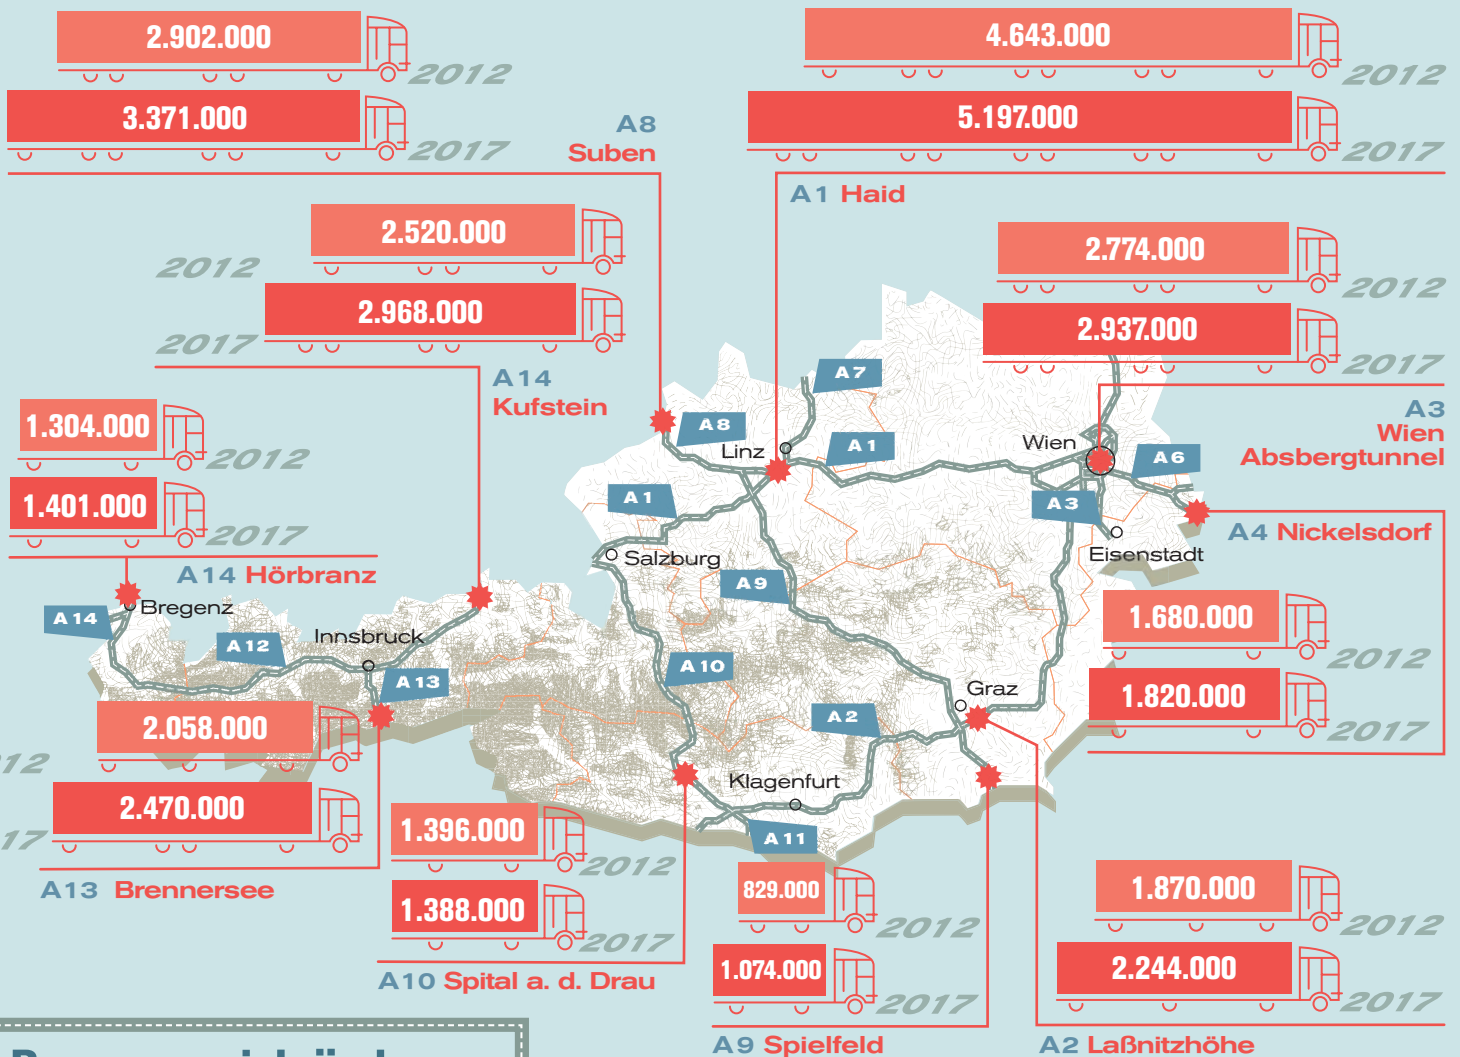 2.902.000
2012
3.371.000
2017
A8
Suben
4.643.000
2012
5.197.000
2017
A1 Haid
2.520.000
2012
2.968.000
2017
A14
Kufstein
2.774.000
2012
2.937.000
2017
A3
Wien
Absbergtunnel
1.304.000
2012
1.401.000
2017
A14 Hörbranz
A7
A8
Linz
A1
Wien
A6
A1
A3
A4 Nickelsdorf
Salzburg
Eisenstadt
A9
Bregenz
A14
Innsbruck
A12
A10
A13
Graz
A2
Klagenfurt
A11
1.680.000
2012
1.820.000
2017
2.058.000
12
2.470.000
17
A13 Brennersee
1.396.000
2012
1.388.000
2017
A10 Spital a. d. Drau
829.000
2012
1.074.000
2017
A9 Spielfeld
1.870.000
2012
2.244.000
2017
A2 Laßnitzhöhe